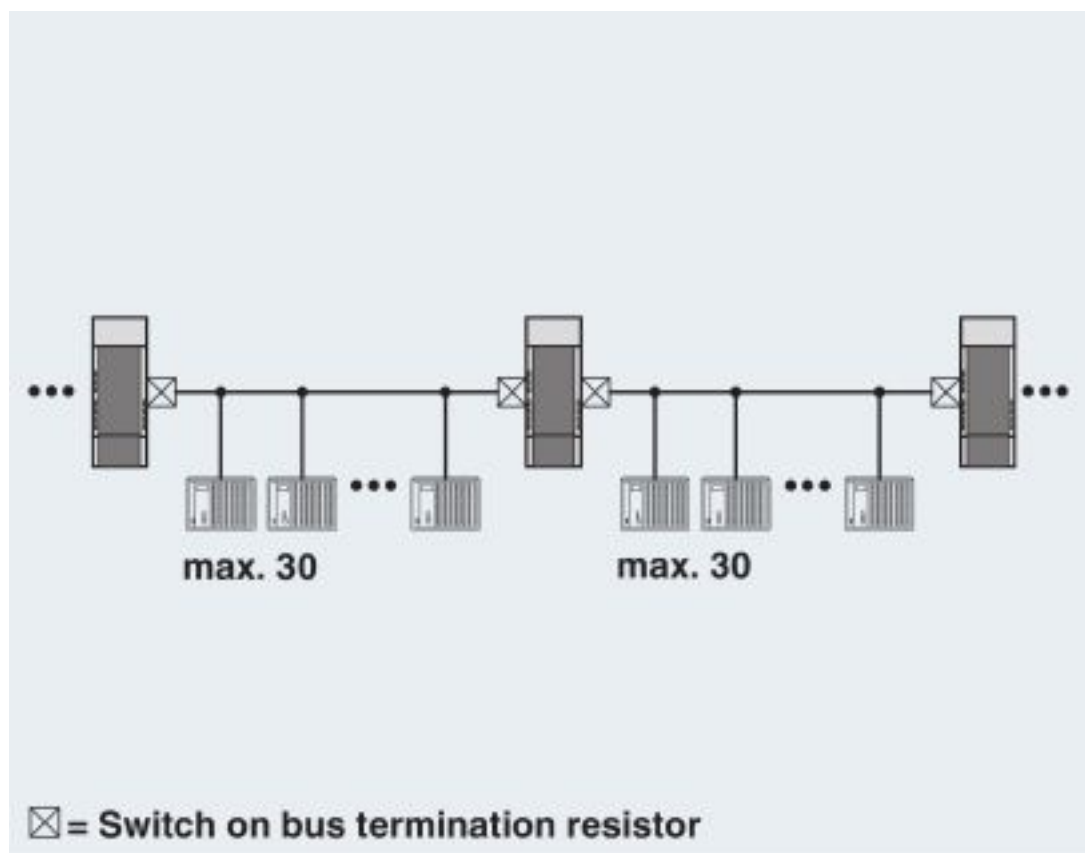 max. 30
max. 30
= Switch on bus termination resistor